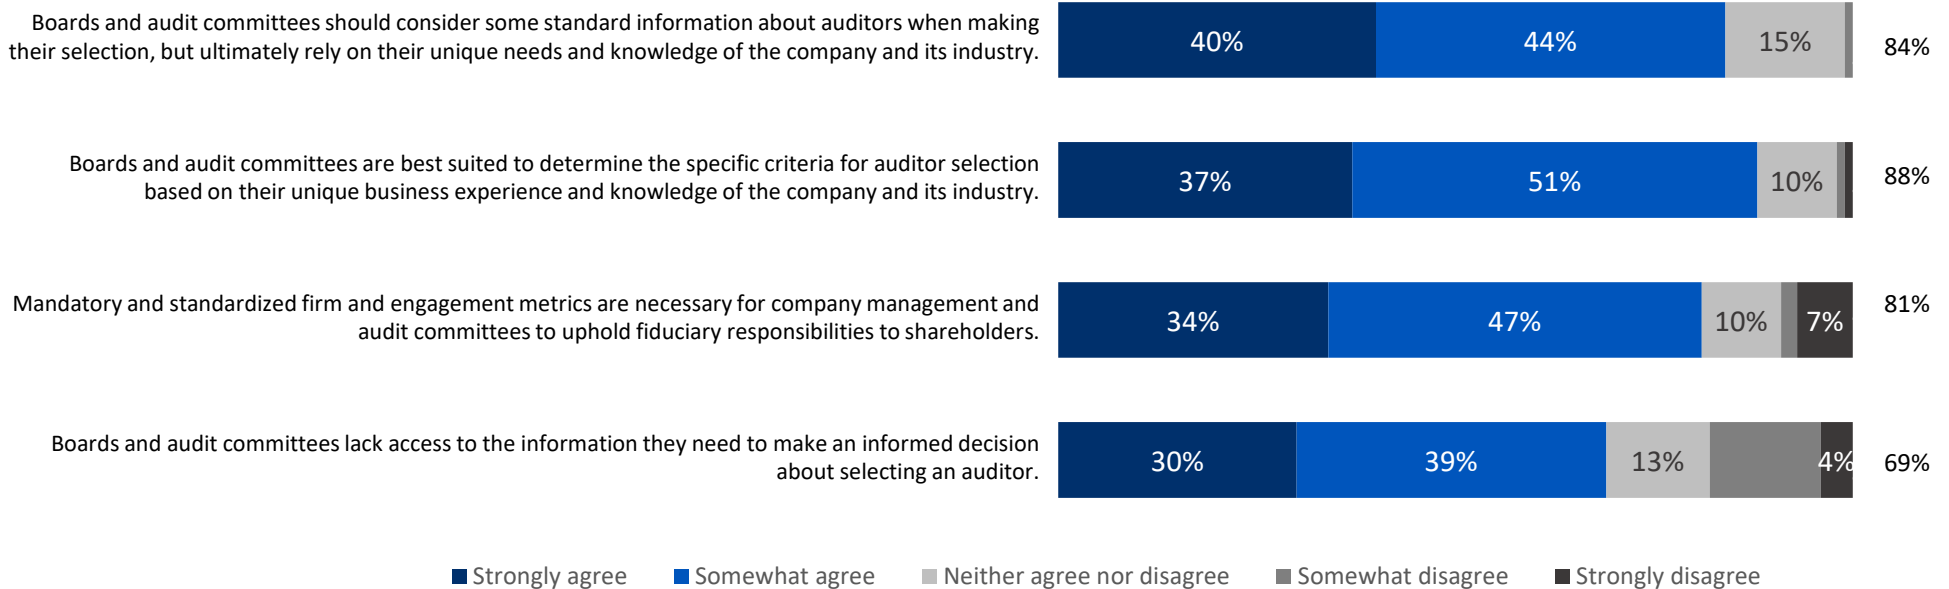 Boards and audit committees should consider some standard information about auditors when making
their selection, but ultimately rely on their unique needs and knowledge of the company and its industry.
40% 44% 15% 84%
Boards and audit committees are best suited to determine the specific criteria for auditor selection
based on their unique business experience and knowledge of the company and its industry.
37% 51% 10% 88%
Mandatory and standardized firm and engagement metrics are necessary for company management and
audit committees to uphold fiduciary responsibilities to shareholders.
34% 47% 10% 7% 81%
Boards and audit committees lack access to the information they need to make an informed decision
about selecting an auditor.
30% 39% 13% 4% 69%
Strongly agree Somewhat agree Neither agree nor disagree Somewhat disagree Strongly disagree